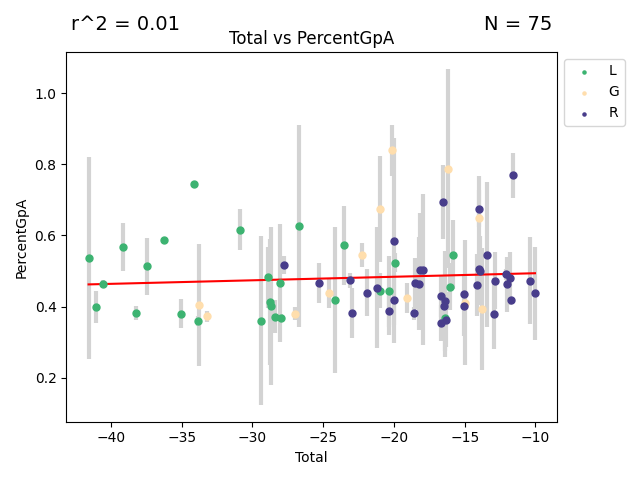 r^2 = 0.01 N = 75
Total vs PercentGpA
L
G
R
PercentGpA
1.0
0.8
0.6
0.4
0.2
−40 −35 −30 −25 −20 −15 −10
Total